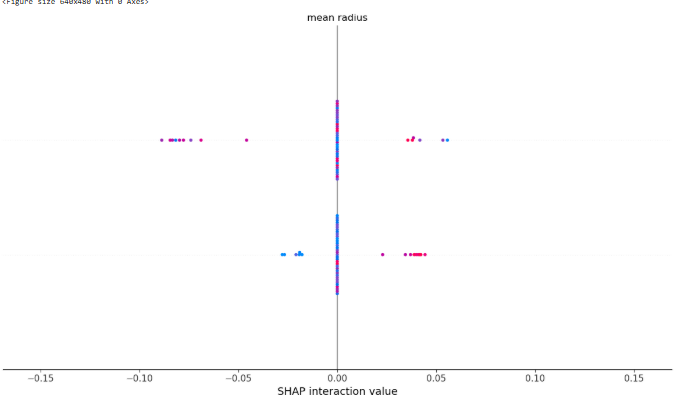 <Figure size 640x480 with 0 Axes>
mean radius
−0.15 −0.10 −0.05 0.00 0.05 0.10 0.15
SHAP interaction value